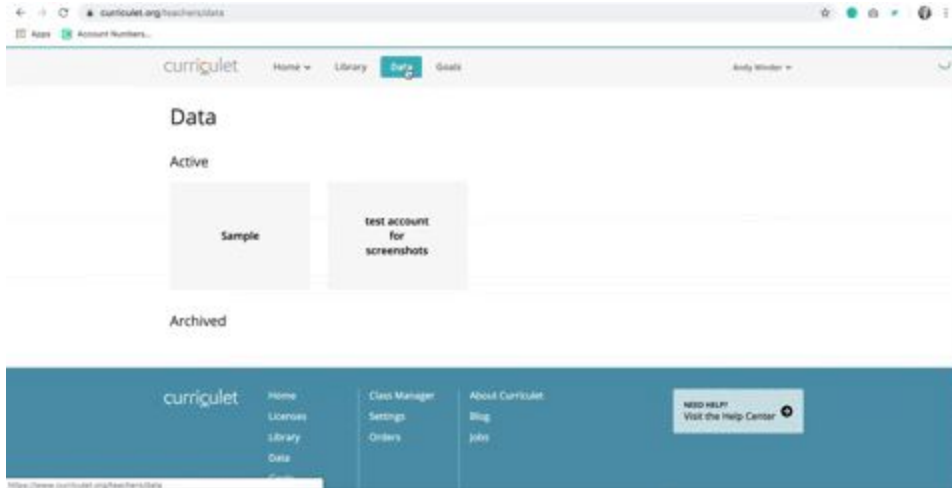 curriculet.org/teachers/data
Apps Account Numbers...
curriculet Home Library Data Goals Andy Winder
Data
Active
Sample
test account
for
screenshots
Archived
curriculet
Home
Licenses
Library
Data
Goals
Class Manager
Settings
Orders
About Curriculet
Blog
Jobs
NEED HELP?
Visit the Help Center
https://www.curriculet.org/teachers/data